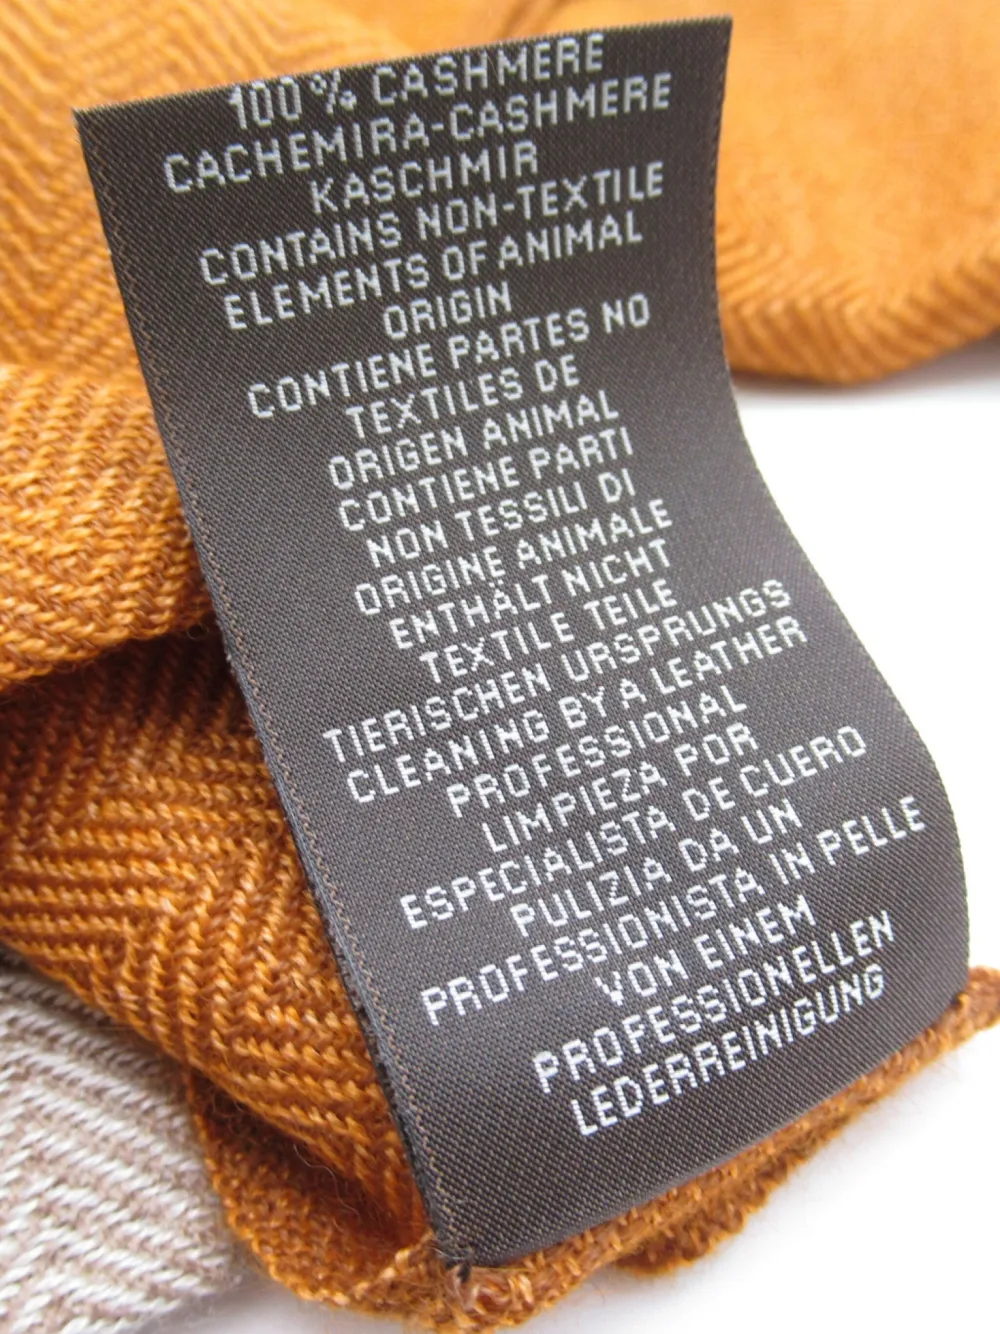 100% CASHMERE
CACHEMIRA-CASHMERE
KASCHMIR
CONTAINS NON-TEXTILE
ELEMENTS OF ANIMAL
ORIGIN
CONTIENE PARTES NO
TEXTILES DE
ORIGEN ANIMAL
CONTIENE PARTI
NON TESSILI DI
ORIGINE ANIMALE
ENTHÄLT NICHT
TEXTILE TEILE
TIERISCHEN URSPRUNGS
CLEANING BY A LEATHER
PROFESSIONAL
LIMPIEZA POR
ESPECIALISTA DE CUERO
PULIZIA DA UN
PROFESSIONISTA IN PELLE
VON EINEM
PROFESSIONELLEN
LEDERREINIGUNG